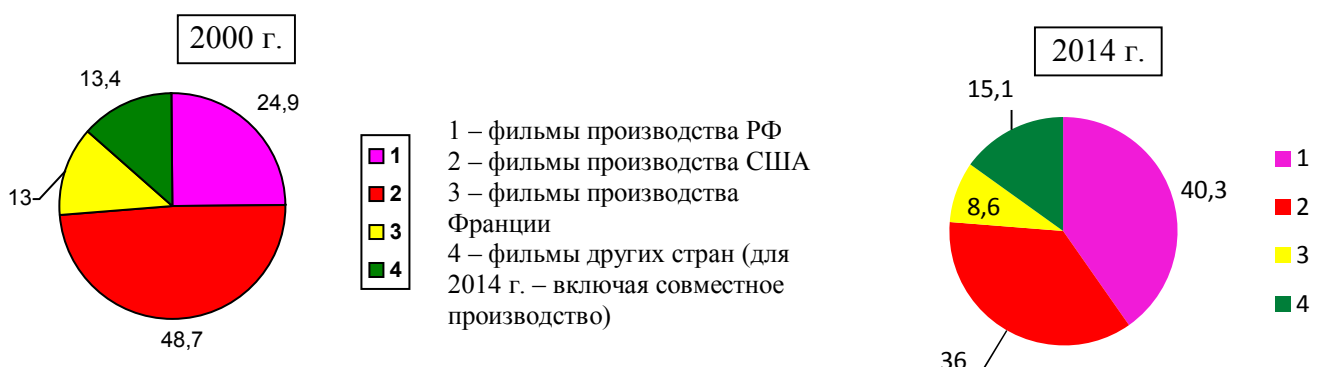 2000 г.
13,4
24,9
13
48,7
1
2
3
4
1 – фильмы производства РФ
2 – фильмы производства США
3 – фильмы производства
Франции
4 – фильмы других стран (для
2014 г. – включая совместное
производство)
2014 г.
15,1
40,3
8,6
36
1
2
3
4